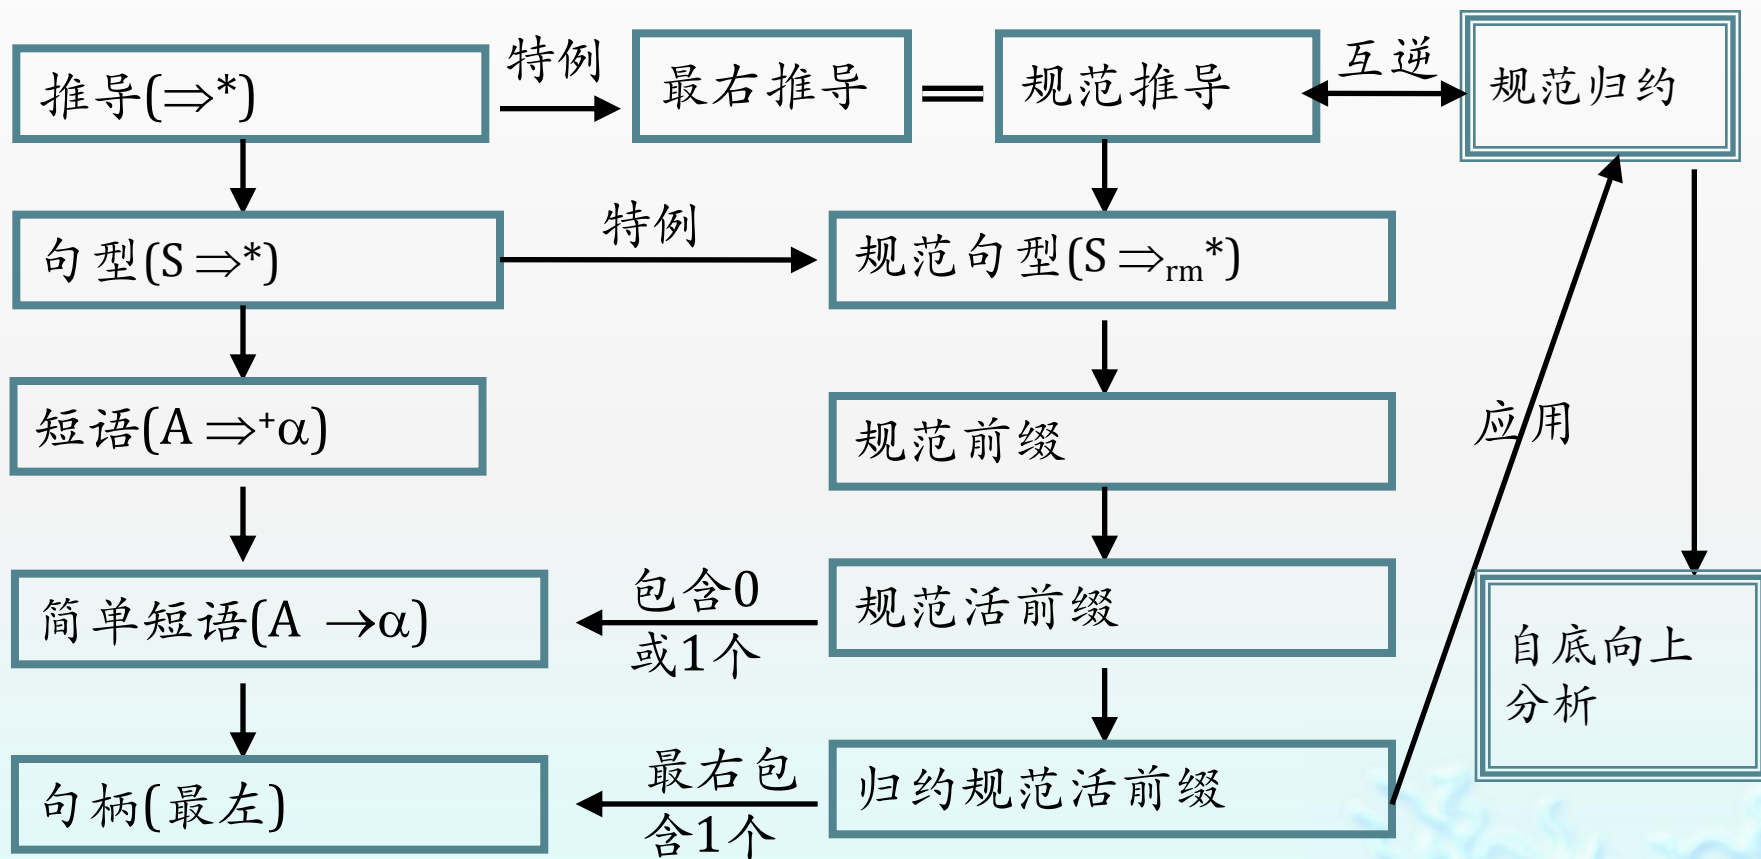 推导(⇒*)
特例
最右推导
=
规范推导
互逆
规范归约
句型(S ⇒*)
特例
规范句型(S ⇒rm*)
短语(A ⇒+α)
规范前缀
应用
简单短语(A →α)
包含0
或1个
规范活前缀
自底向上
分析
句柄(最左)
最右包
含1个
归约规范活前缀